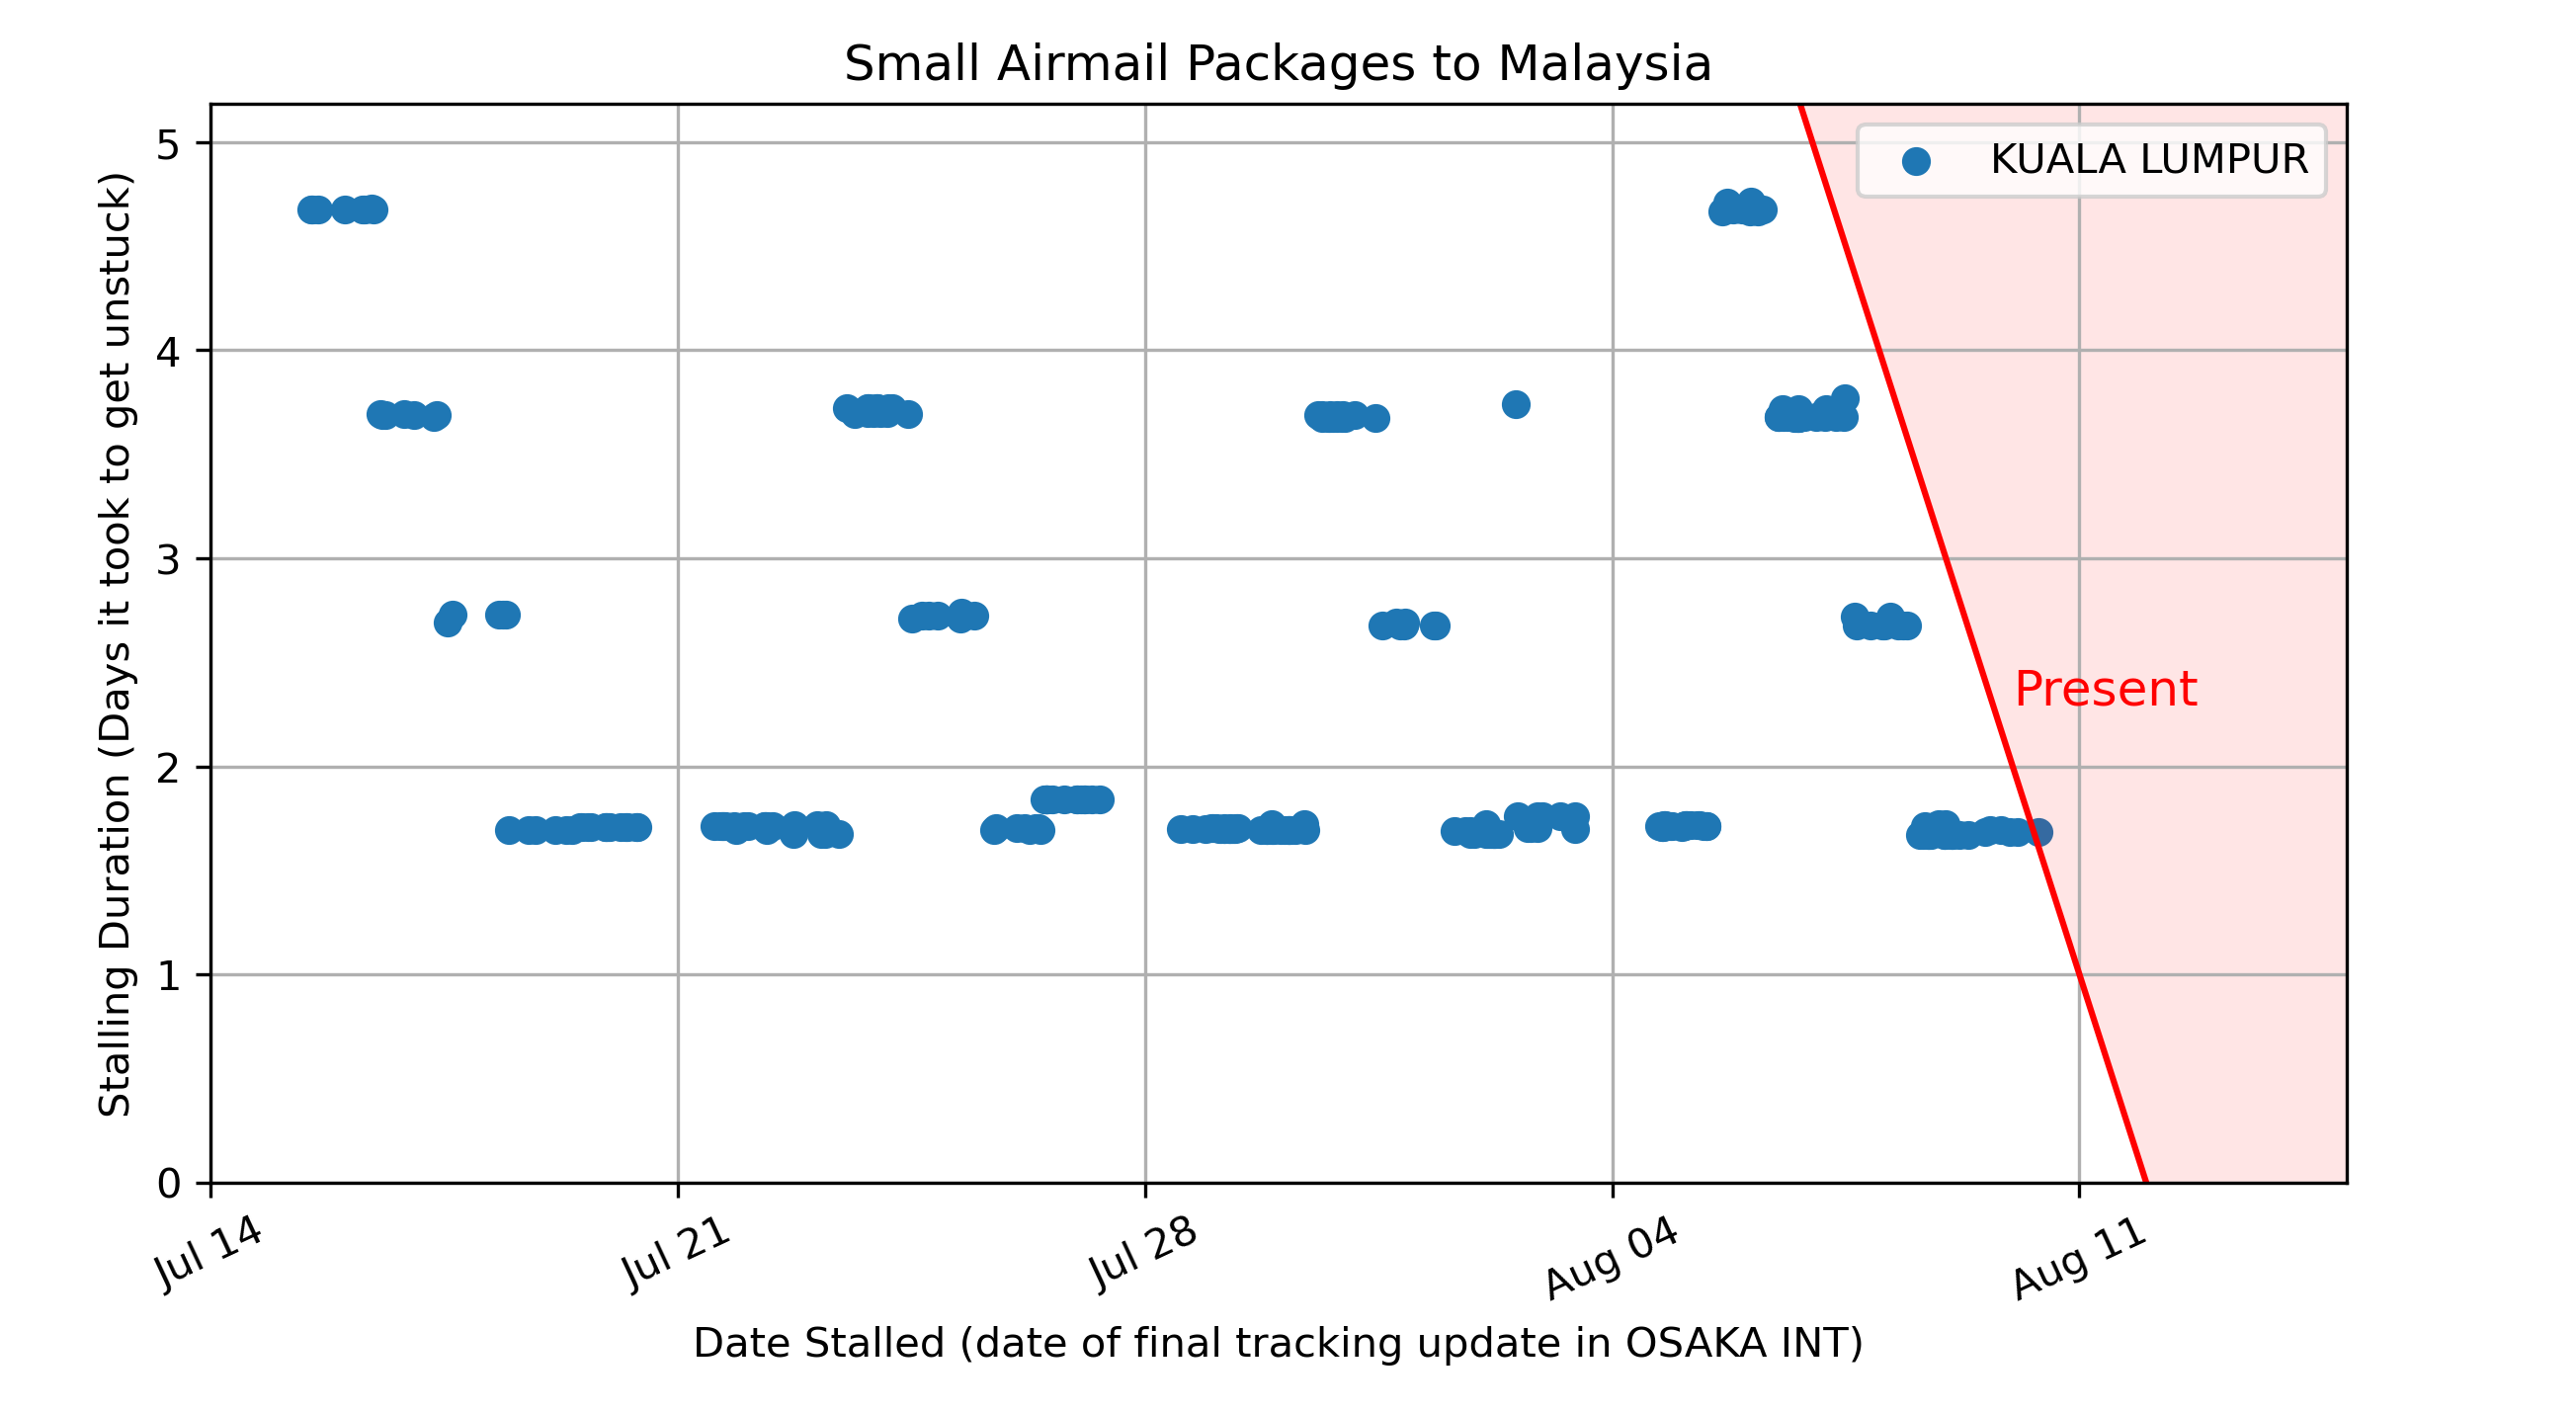 Small Airmail Packages to Malaysia
KUALA LUMPUR
Stalling Duration (Days it took to get unstuck)
5
4
3
2
1
0
Present
Jul 14
Jul 21
Jul 28
Aug 04
Aug 11
Date Stalled (date of final tracking update in OSAKA INT)